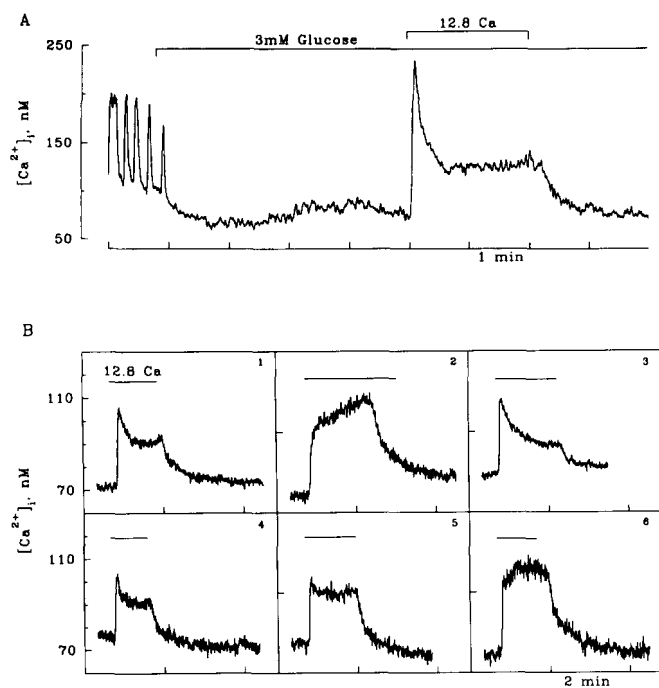 A
250
150
50
[Ca²⁺]ᵢ, nM
3mM Glucose
12.8 Ca
1 min
B
110
70
110
70
[Ca²⁺]ᵢ, nM
12.8 Ca
1
2
3
4
5
6
2 min